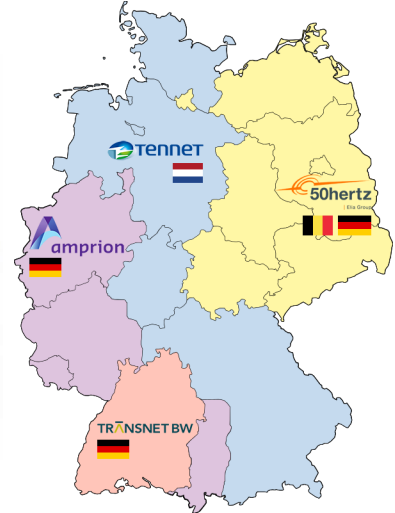 TENNET
50hertz
Elia Group
amprion
TRANSNET BW